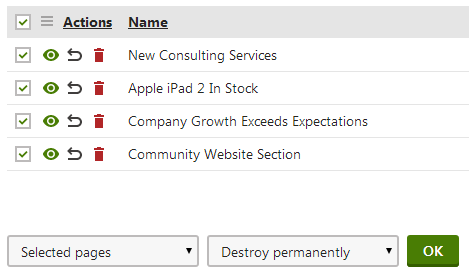 Actions Name
New Consulting Services
Apple iPad 2 In Stock
Company Growth Exceeds Expectations
Community Website Section
Selected pages Destroy permanently OK